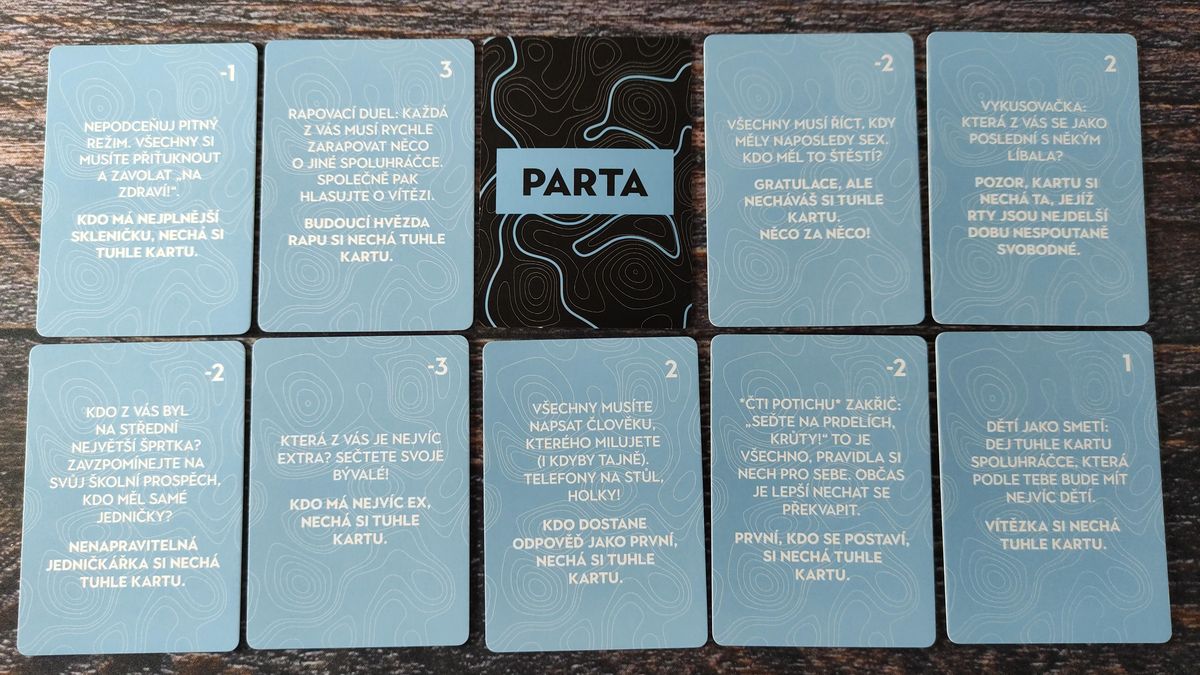 -1
NEPODCEŇUJ PITNÝ
REŽIM. VŠECHNY SI
MUSÍTE PŘIŤUKNOUT
A ZAVOLAT „NA
ZDRAVÍ!“.
KDO MÁ NEJPLNĚJŠÍ
SKLENIČKU, NECHÁ SI
TUHLE KARTU.
3
RAPOVACÍ DUEL: KAŽDÁ
Z VÁS MUSÍ RYCHLE
ZARAPOVAT NĚCO
O JINÉ SPOLUHRÁČCE.
SPOLEČNĚ PAK
HLASUJTE O VÍTĚZI.
BUDOUCÍ HVĚZDA
RAPU SI NECHÁ TUHLE
KARTU.
PARTA
-2
VŠECHNY MUSÍ ŘÍCT, KDY
MĚLY NAPOSLEDY SEX.
KDO MĚL TO ŠTĚSTÍ?
GRATULACE, ALE
NECHÁVÁŠ SI TUHLE
KARTU.
NĚCO ZA NĚCO!
2
VYKUSOVAČKA:
KTERÁ Z VÁS SE JAKO
POSLEDNÍ S NĚKÝM
LÍBALA?
POZOR, KARTU SI
NECHÁ TA, JEJÍŽ
RTY JSOU NEJDELŠÍ
DOBU NESPOUTANĚ
SVOBODNÉ.
-2
KDO Z VÁS BYL
NA STŘEDNÍ
NEJVĚTŠÍ ŠPRTKA?
ZAVZPOMÍNEJTE NA
SVŮJ ŠKOLNÍ PROSPĚCH,
KDO MĚL SAMÉ
JEDNIČKY?
NENAPRAVITELNÁ
JEDNIČKÁŘKA SI NECHÁ
TUHLE KARTU.
-3
KTERÁ Z VÁS JE NEJVÍC
EXTRA? SEČTETE SVOJE
BÝVALÉ!
KDO MÁ NEJVÍC EX,
NECHÁ SI TUHLE
KARTU.
2
VŠECHNY MUSÍTE
NAPSAT ČLOVĚKU,
KTERÉHO MILUJETE
(I KDYBY TAJNĚ).
TELEFONY NA STŮL,
HOLKY!
KDO DOSTANE
ODPOVĚĎ JAKO PRVNÍ,
NECHÁ SI TUHLE
KARTU.
-2
*ČTI POTICHU* ZAKŘIČ:
„SEĎTE NA PRDELÍCH,
KRŮTY!“ TO JE
VŠECHNO, PRAVIDLA SI
NECH PRO SEBE. OBČAS
JE LEPŠÍ NECHAT SE
PŘEKVAPIT.
PRVNÍ, KDO SE POSTAVÍ,
SI NECHÁ TUHLE
KARTU.
1
DĚTÍ JAKO SMETÍ:
DEJ TUHLE KARTU
SPOLUHRÁČCE, KTERÁ
PODLE TEBE BUDE MÍT
NEJVÍC DĚTÍ.
VÍTĚZKA SI NECHÁ
TUHLE KARTU.